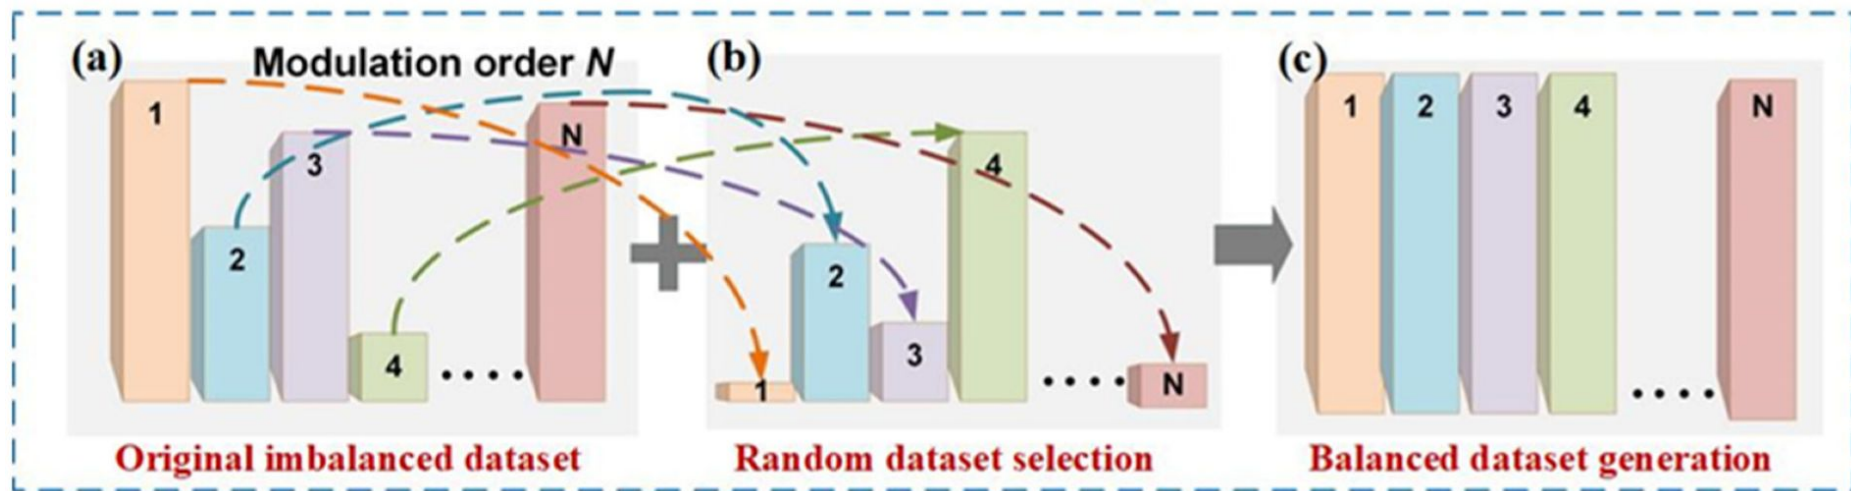 (a)
Modulation order N
1
2
3
4
....
N
Original imbalanced dataset
(b)
1
2
3
4
....
N
Random dataset selection
(c)
1
2
3
4
....
N
Balanced dataset generation